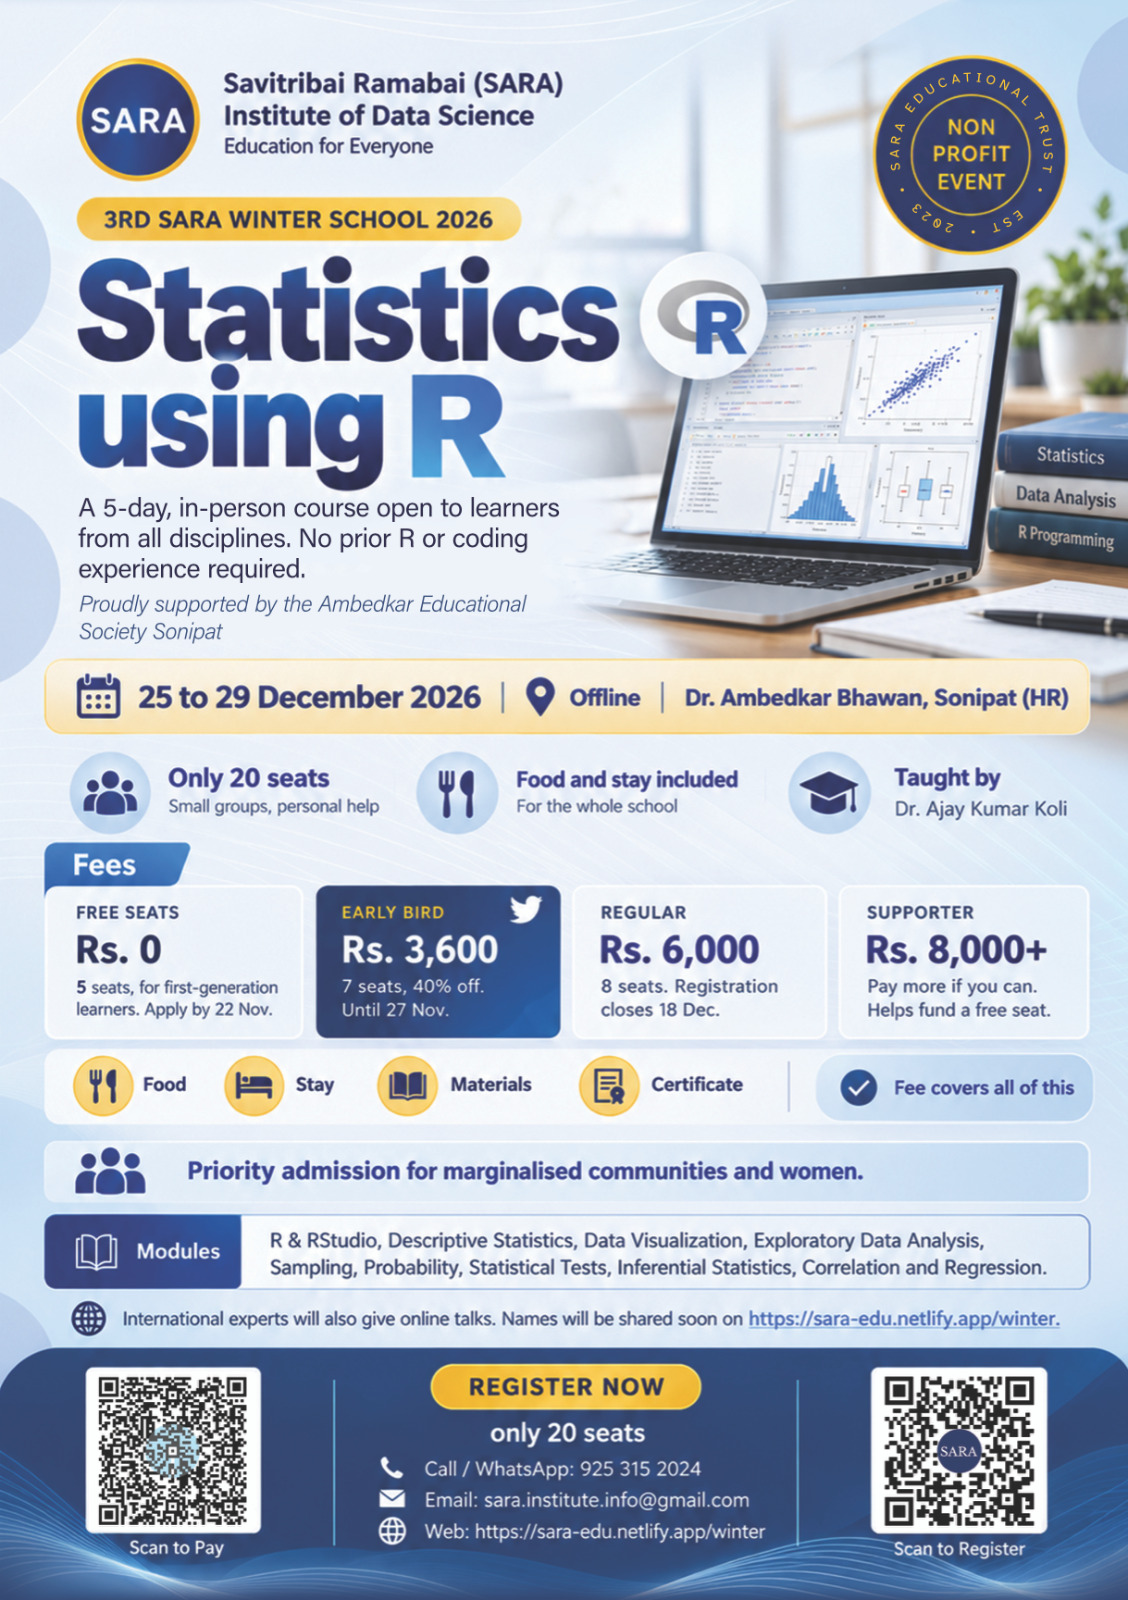 SARA
Savitribai Ramabai (SARA)
Institute of Data Science
Education for Everyone
SARA EDUCATIONAL TRUST • EST • 2023 •
NON
PROFIT
EVENT
3RD SARA WINTER SCHOOL 2026
Statistics
using R
R
A 5-day, in-person course open to learners
from all disciplines. No prior R or coding
experience required.
Proudly supported by the Ambedkar Educational
Society Sonipat
Statistics
Data Analysis
R Programming
25 to 29 December 2026 | Offline | Dr. Ambedkar Bhawan, Sonipat (HR)
Only 20 seats
Small groups, personal help
Food and stay included
For the whole school
Taught by
Dr. Ajay Kumar Koli
Fees
FREE SEATS
Rs. 0
5 seats, for first-generation
learners. Apply by 22 Nov.
EARLY BIRD
Rs. 3,600
7 seats, 40% off.
Until 27 Nov.
REGULAR
Rs. 6,000
8 seats. Registration
closes 18 Dec.
SUPPORTER
Rs. 8,000+
Pay more if you can.
Helps fund a free seat.
Food
Stay
Materials
Certificate
Fee covers all of this
Priority admission for marginalised communities and women.
Modules
R & RStudio, Descriptive Statistics, Data Visualization, Exploratory Data Analysis,
Sampling, Probability, Statistical Tests, Inferential Statistics, Correlation and Regression.
International experts will also give online talks. Names will be shared soon on https://sara-edu.netlify.app/winter.
Scan to Pay
REGISTER NOW
only 20 seats
Call / WhatsApp: 925 315 2024
Email: sara.institute.info@gmail.com
Web: https://sara-edu.netlify.app/winter
SARA
Scan to Register